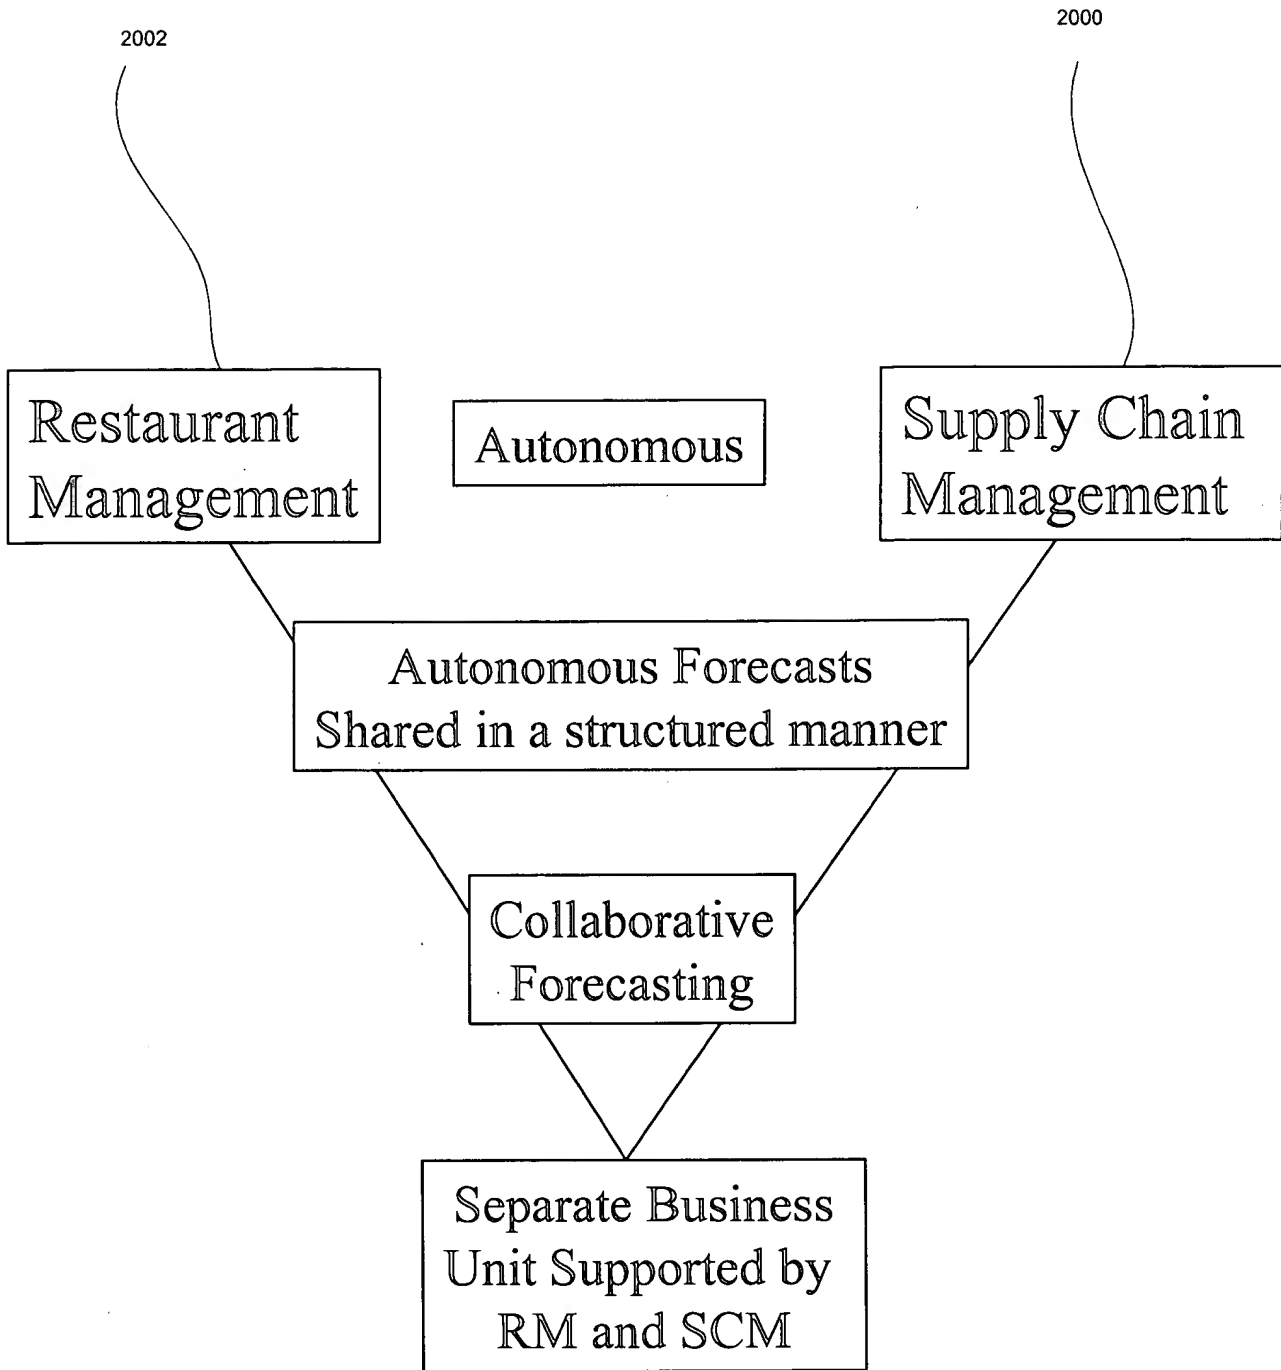 2002
2000
Restaurant
Management
Autonomous
Supply Chain
Management
Autonomous Forecasts
Shared in a structured manner
Collaborative
Forecasting
Separate Business
Unit Supported by
RM and SCM